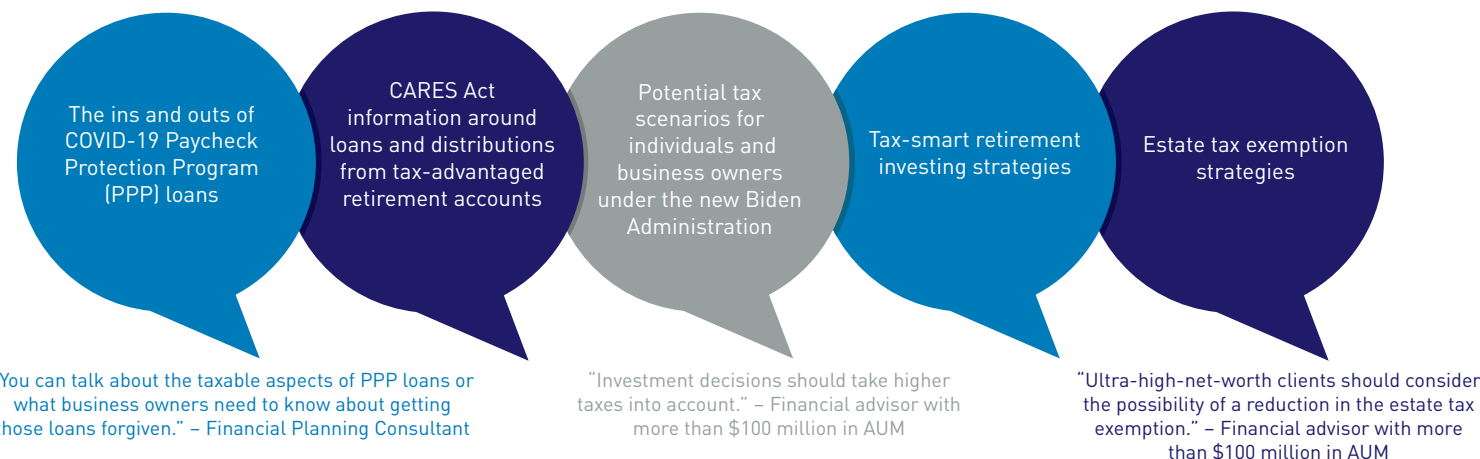 The ins and outs of
COVID-19 Paycheck
Protection Program
(PPP) loans
CARES Act
information around
loans and distributions
from tax-advantaged
retirement accounts
Potential tax
scenarios for
individuals and
business owners
under the new Biden
Administration
Tax-smart retirement
investing strategies
Estate tax exemption
strategies
You can talk about the taxable aspects of PPP loans or
what business owners need to know about getting
those loans forgiven.” – Financial Planning Consultant
“Investment decisions should take higher
taxes into account.” – Financial advisor with
more than $100 million in AUM
“Ultra-high-net-worth clients should consider
the possibility of a reduction in the estate tax
exemption.” – Financial advisor with more
than $100 million in AUM